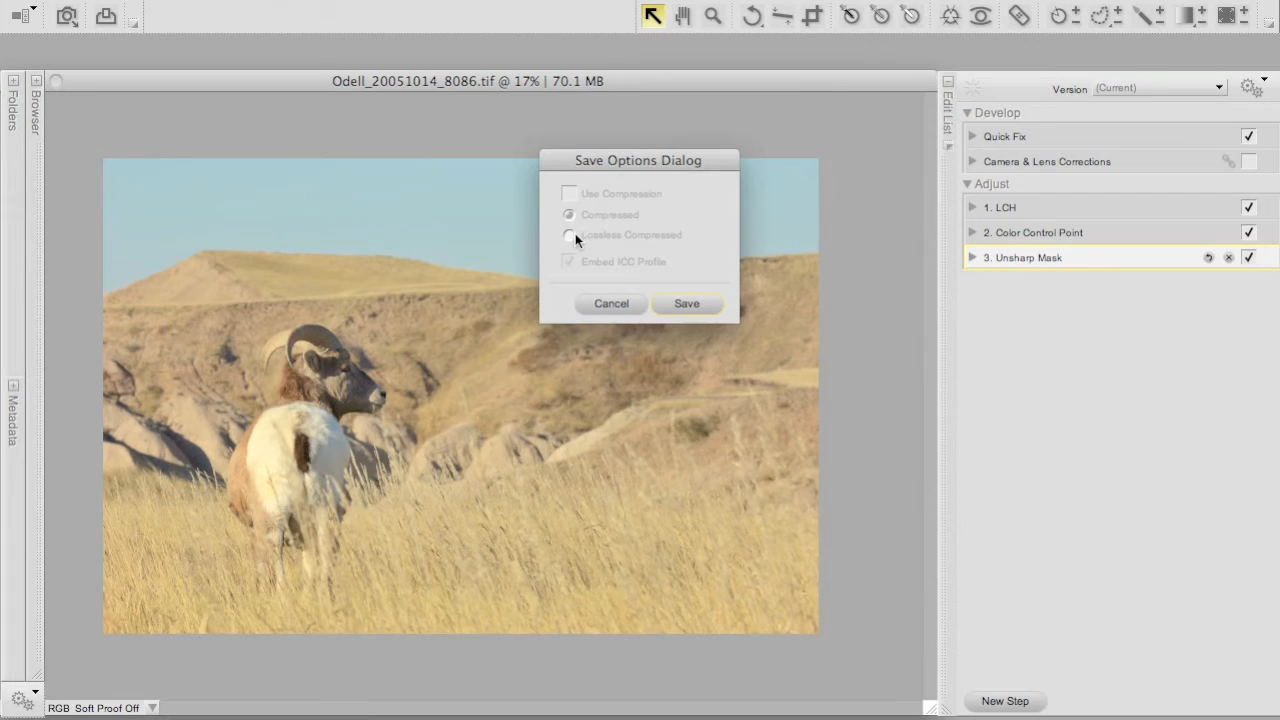 Odell_20051014_8086.tif @ 17% | 70.1 MB
Folders
Browser
Metadata
Edit List
Save Options Dialog
Use Compression
Compressed
Lossless Compressed
Embed ICC Profile
Cancel
Save
Version (Current)
Develop
Quick Fix
Camera & Lens Corrections
Adjust
1. LCH
2. Color Control Point
3. Unsharp Mask
New Step
RGB Soft Proof Off